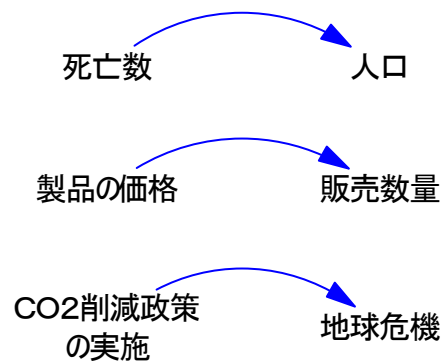 死亡数
人口
製品の価格
販売数量
CO2削減政策
の実施
地球危機